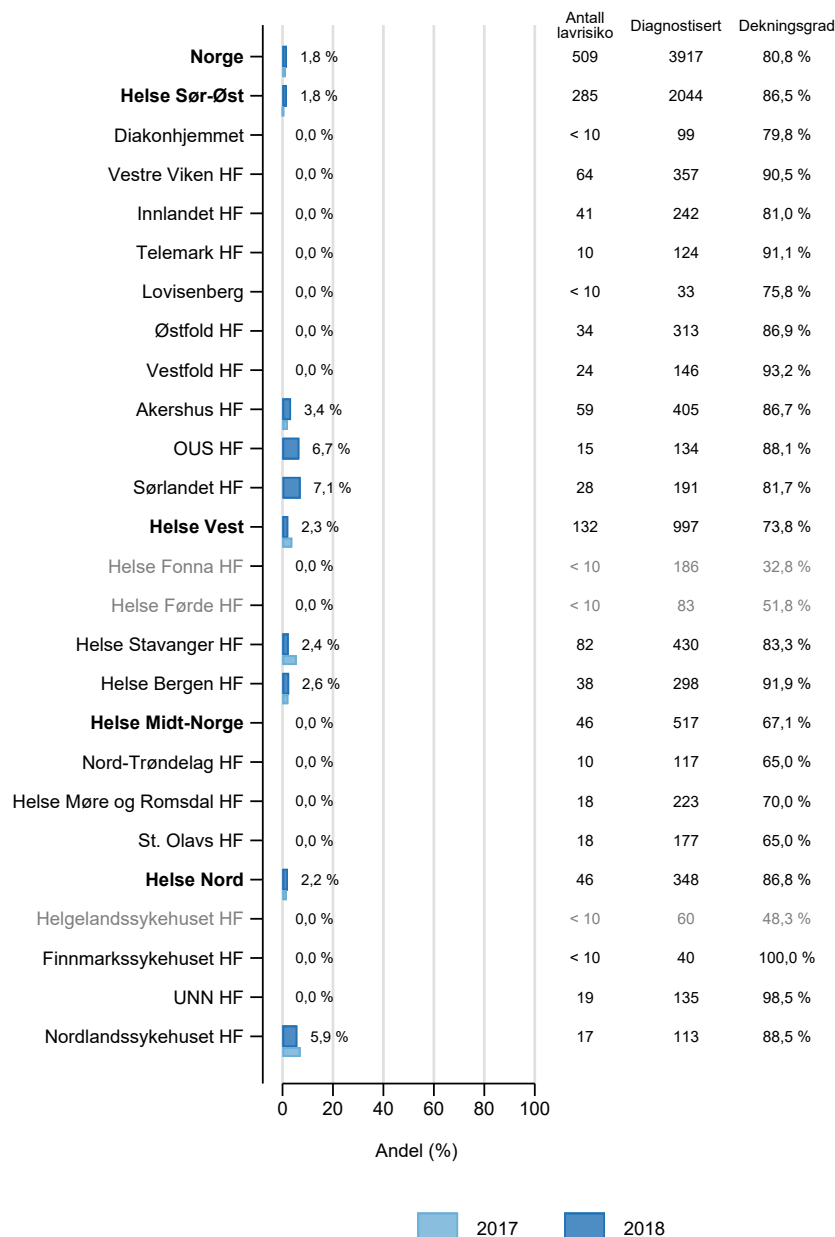 Antall lavrisiko Diagnostisert Dekningsgrad
Norge 1,8 % 509 3917 80,8 %
Helse Sør-Øst 1,8 % 285 2044 86,5 %
Diakonhjemmet 0,0 % < 10 99 79,8 %
Vestre Viken HF 0,0 % 64 357 90,5 %
Innlandet HF 0,0 % 41 242 81,0 %
Telemark HF 0,0 % 10 124 91,1 %
Lovisenberg 0,0 % < 10 33 75,8 %
Østfold HF 0,0 % 34 313 86,9 %
Vestfold HF 0,0 % 24 146 93,2 %
Akershus HF 3,4 % 59 405 86,7 %
OUS HF 6,7 % 15 134 88,1 %
Sørlandet HF 7,1 % 28 191 81,7 %
Helse Vest 2,3 % 132 997 73,8 %
Helse Fonna HF 0,0 % < 10 186 32,8 %
Helse Førde HF 0,0 % < 10 83 51,8 %
Helse Stavanger HF 2,4 % 82 430 83,3 %
Helse Bergen HF 2,6 % 38 298 91,9 %
Helse Midt-Norge 0,0 % 46 517 67,1 %
Nord-Trøndelag HF 0,0 % 10 117 65,0 %
Helse Møre og Romsdal HF 0,0 % 18 223 70,0 %
St. Olavs HF 0,0 % 18 177 65,0 %
Helse Nord 2,2 % 46 348 86,8 %
Helgelandssykehuset HF 0,0 % < 10 60 48,3 %
Finnmarkssykehuset HF 0,0 % < 10 40 100,0 %
UNN HF 0,0 % 19 135 98,5 %
Nordlandssykehuset HF 5,9 % 17 113 88,5 %
0 20 40 60 80 100
Andel (%)
2017 2018